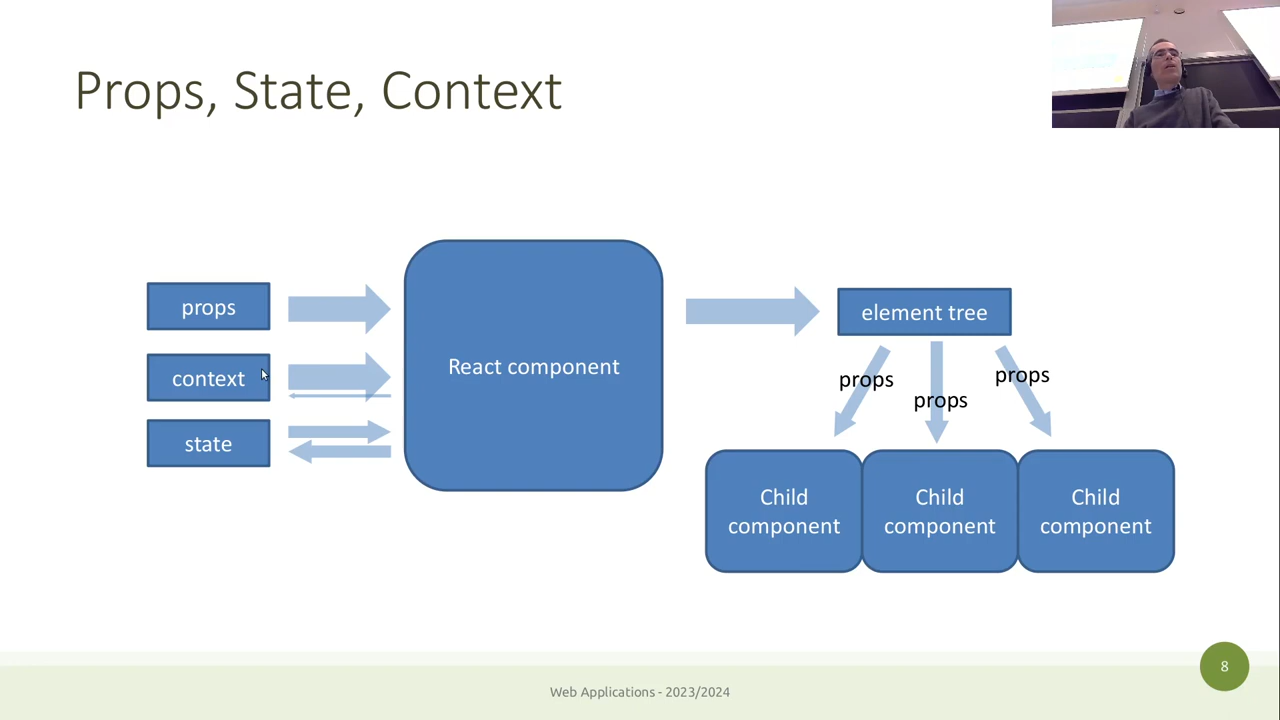 Props, State, Context
props
context
state
React component
element tree
props
props
props
Child
component
Child
component
Child
component
8
Web Applications - 2023/2024